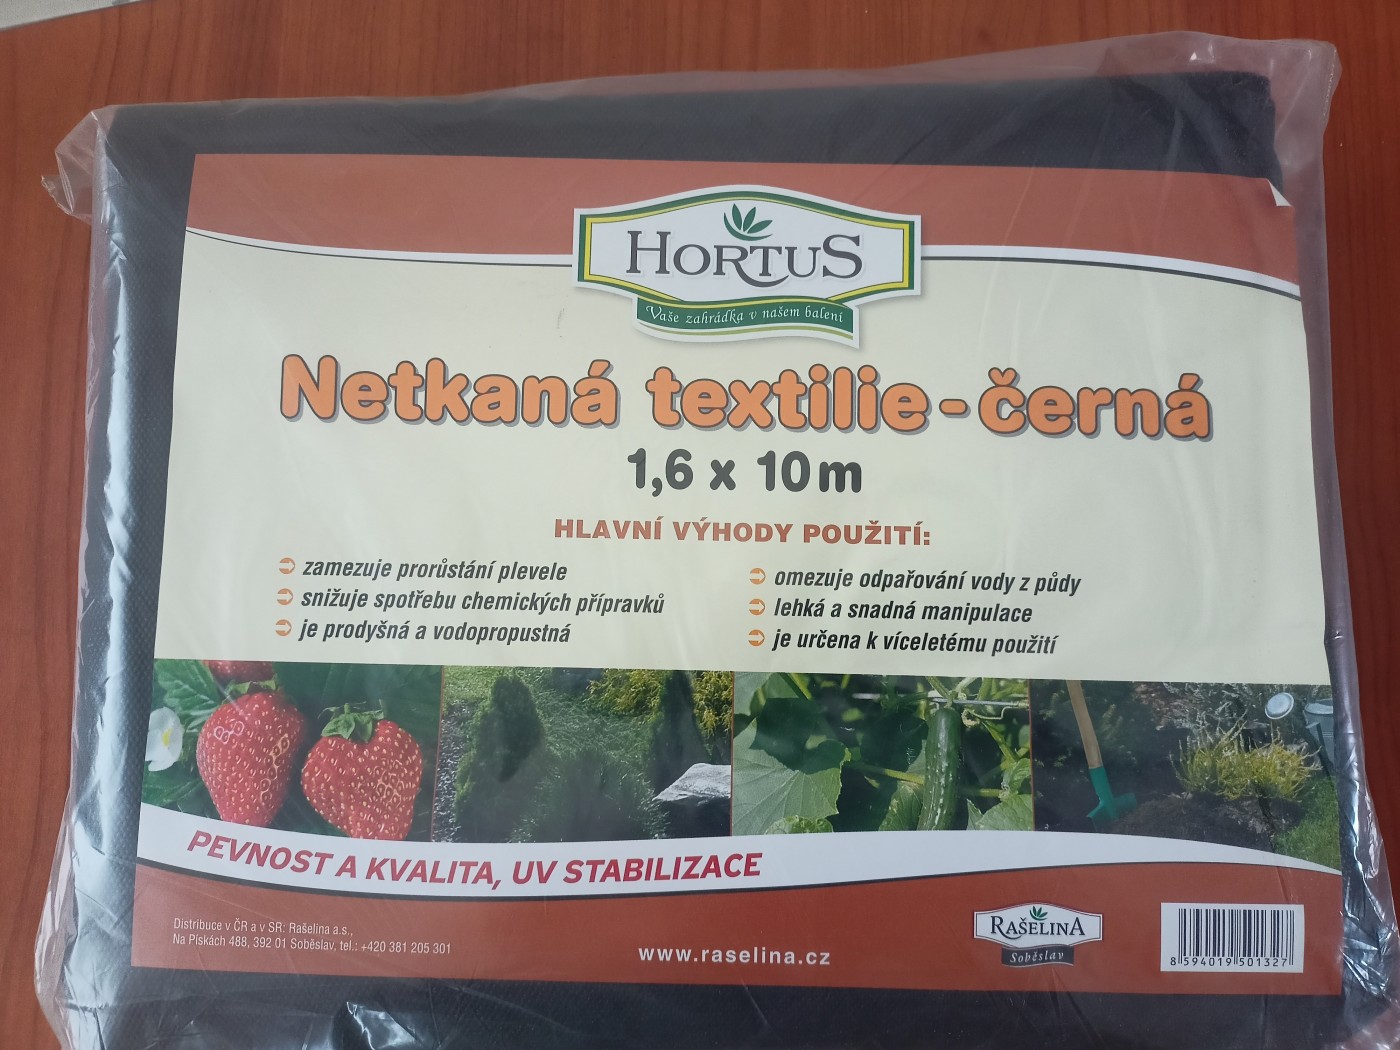 HORTUS
Vaše zahrádka v našem balení
Netkaná textilie - černá
1,6 x 10 m
HLAVNÍ VÝHODY POUŽITÍ:
zamezuje prorůstání plevele
snižuje spotřebu chemických přípravků
je prodyšná a vodopropustná
omezuje odpařování vody z půdy
lehká a snadná manipulace
je určena k víceletému použití
PEVNOST A KVALITA, UV STABILIZACE
Distribuce v ČR a v SR: Rašelina a.s.,
Na Pískách 488, 392 01 Soběslav, tel.: +420 381 205 301
www.raselina.cz
RAŠELINA
Soběslav
8 594019 501327